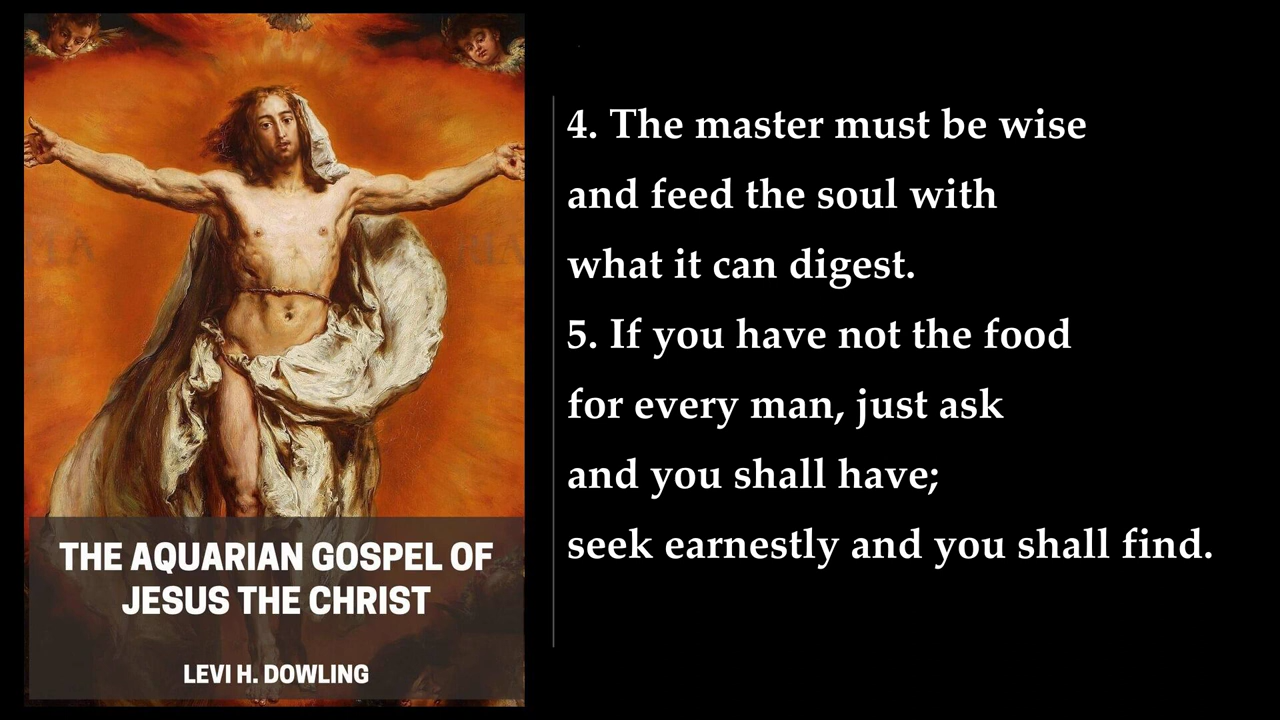 THE AQUARIAN GOSPEL OF
JESUS THE CHRIST
LEVI H. DOWLING
4. The master must be wise
and feed the soul with
what it can digest.
5. If you have not the food
for every man, just ask
and you shall have;
seek earnestly and you shall find.